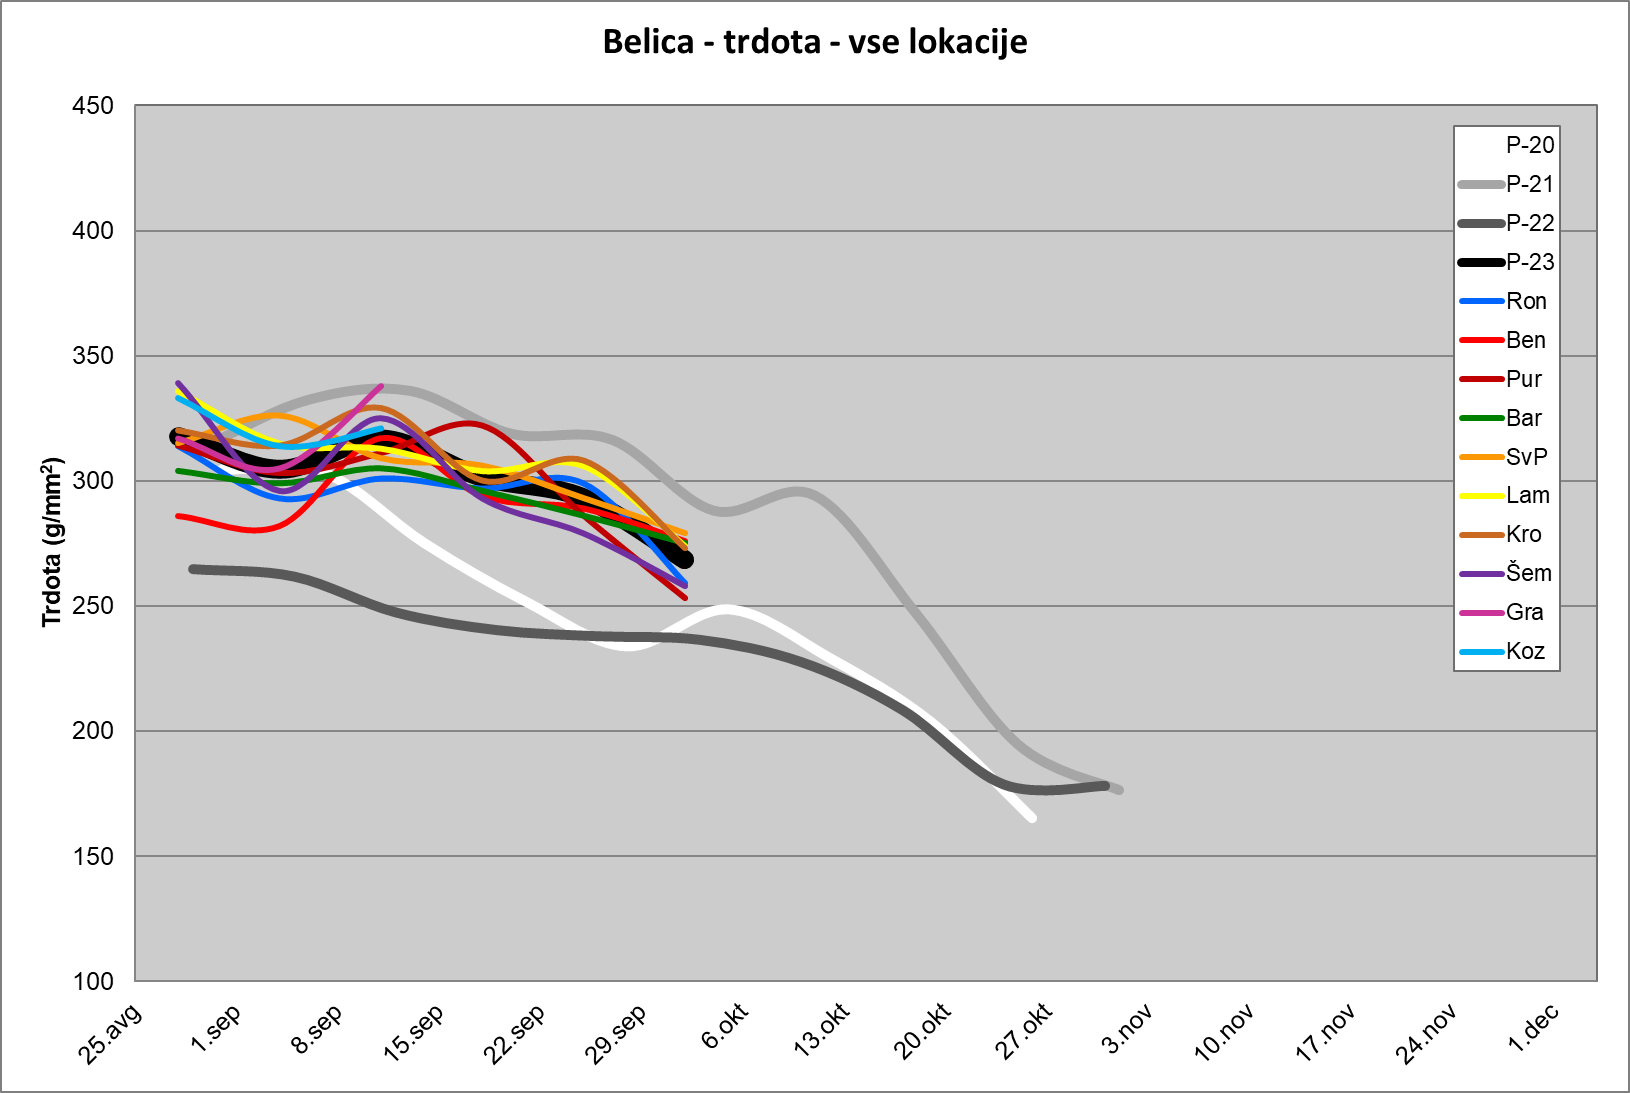 Belica - trdota - vse lokacije
Trdota (g/mm²)
450
400
350
300
250
200
150
100
25.avg
1.sep
8.sep
15.sep
22.sep
29.sep
6.okt
13.okt
20.okt
27.okt
3.nov
10.nov
17.nov
24.nov
1.dec
P-20
P-21
P-22
P-23
Ron
Ben
Pur
Bar
SvP
Lam
Kro
Šem
Gra
Koz